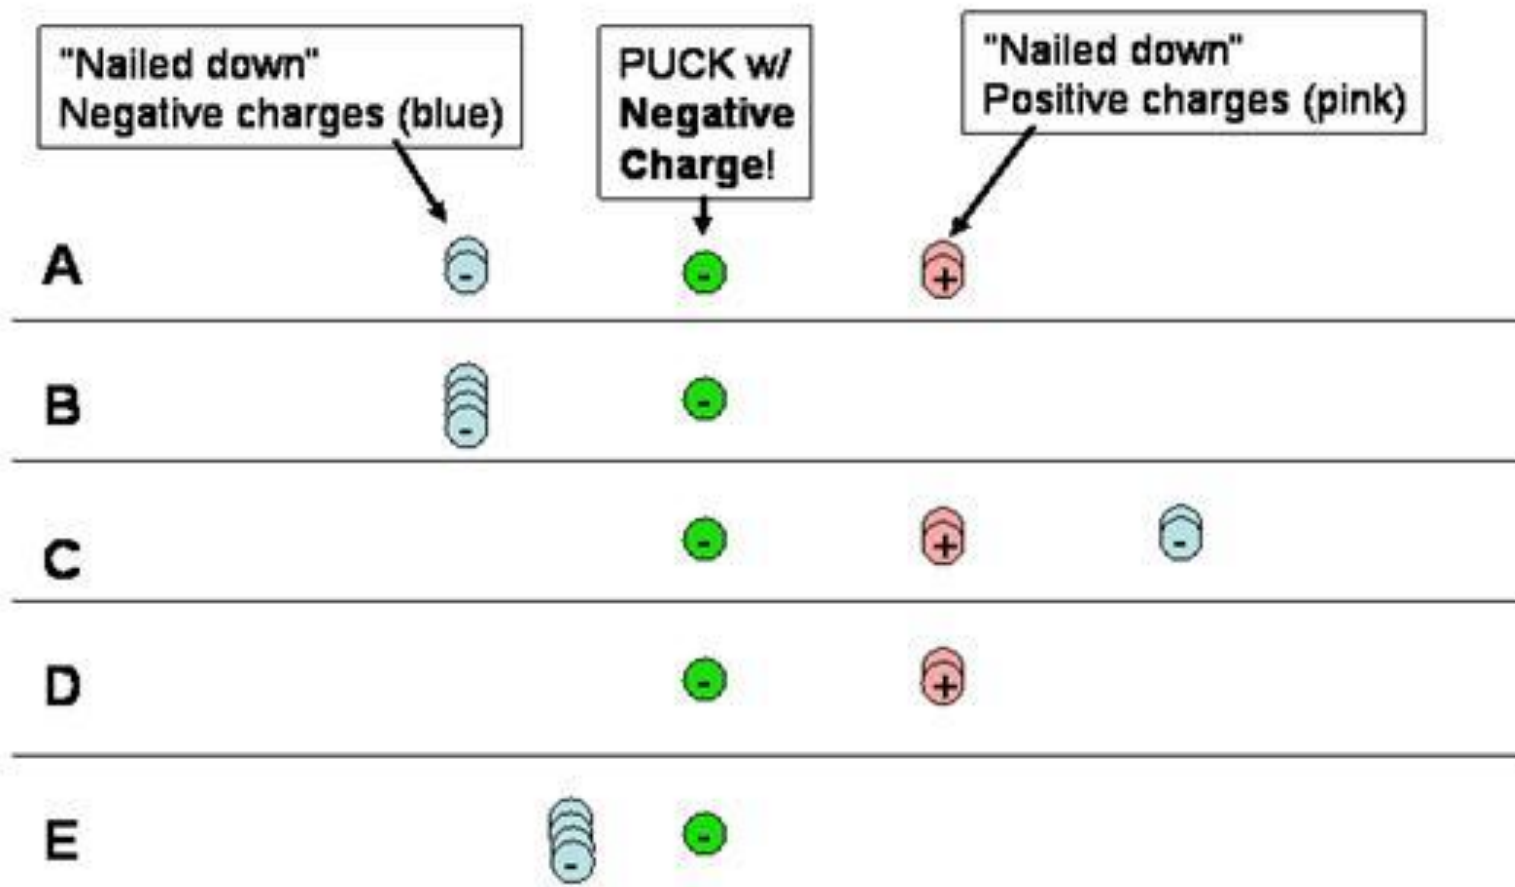 "Nailed down"
Negative charges (blue)
PUCK w/
Negative
Charge!
"Nailed down"
Positive charges (pink)
A
-
-
+
B
-
-
C
-
+
-
D
-
+
E
-
-